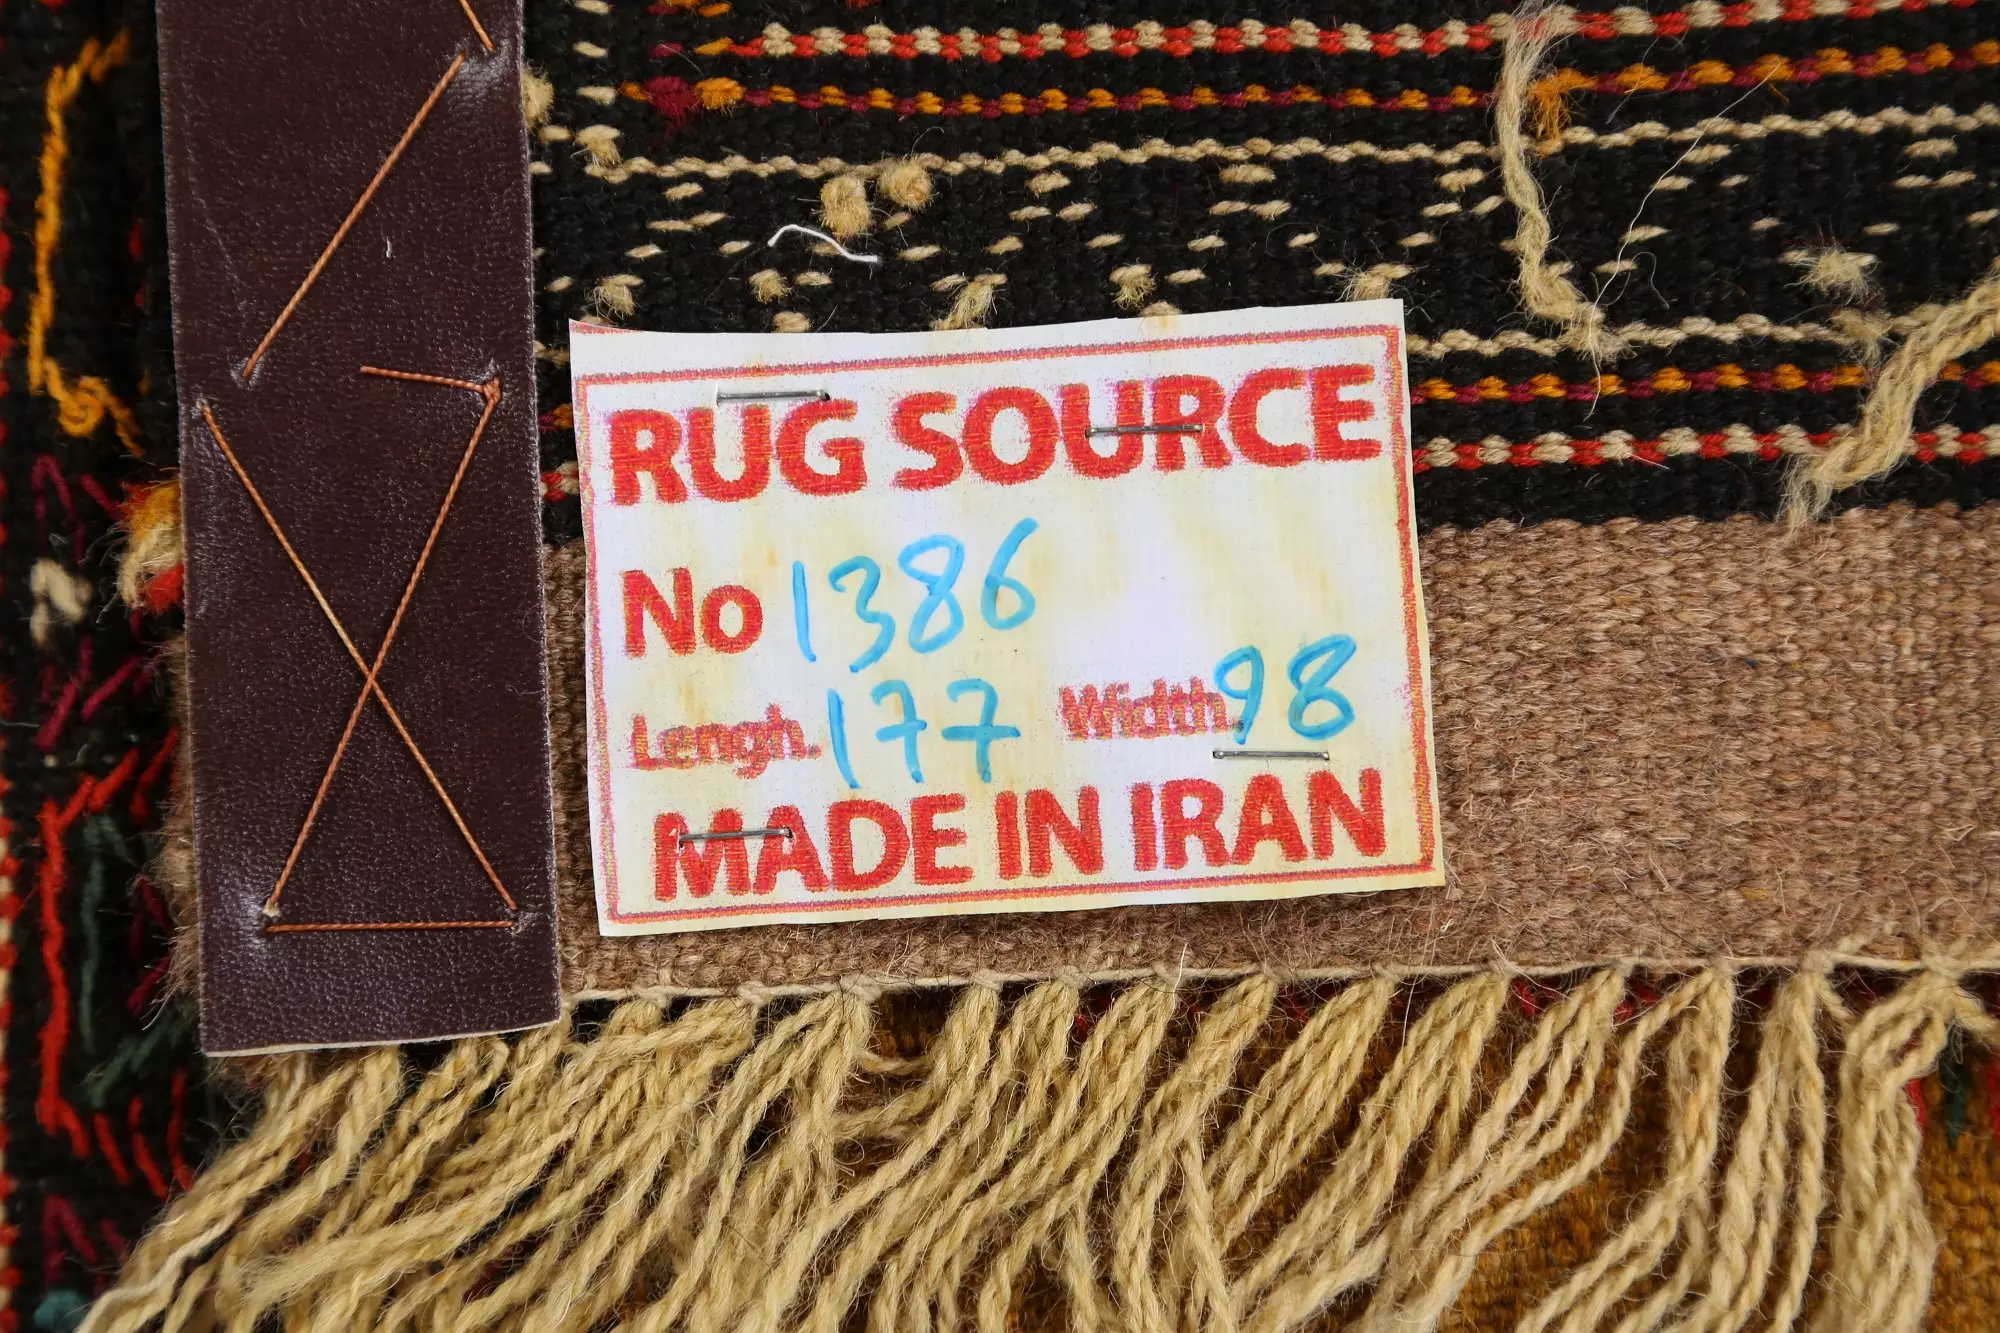 RUG SOURCE
No 1386
Lengh. 177 Width. 98
MADE IN IRAN